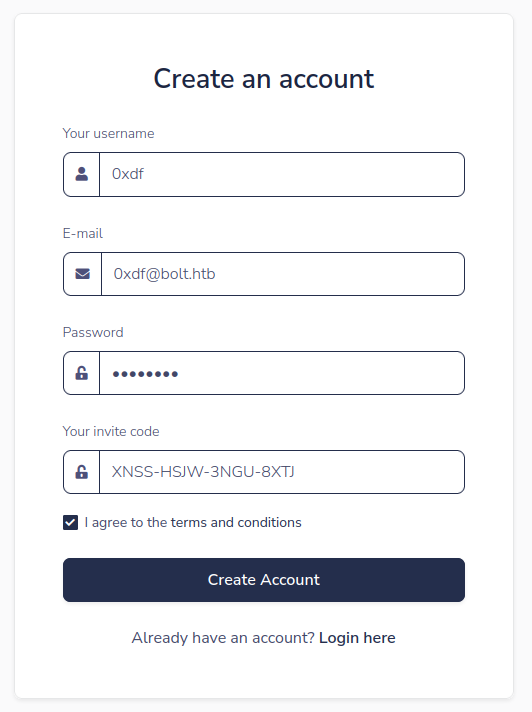 Create an account
Your username
0xdf
E-mail
0xdf@bolt.htb
Password
••••••••
Your invite code
XNSS-HSJW-3NGU-8XTJ
I agree to the terms and conditions
Create Account
Already have an account? Login here